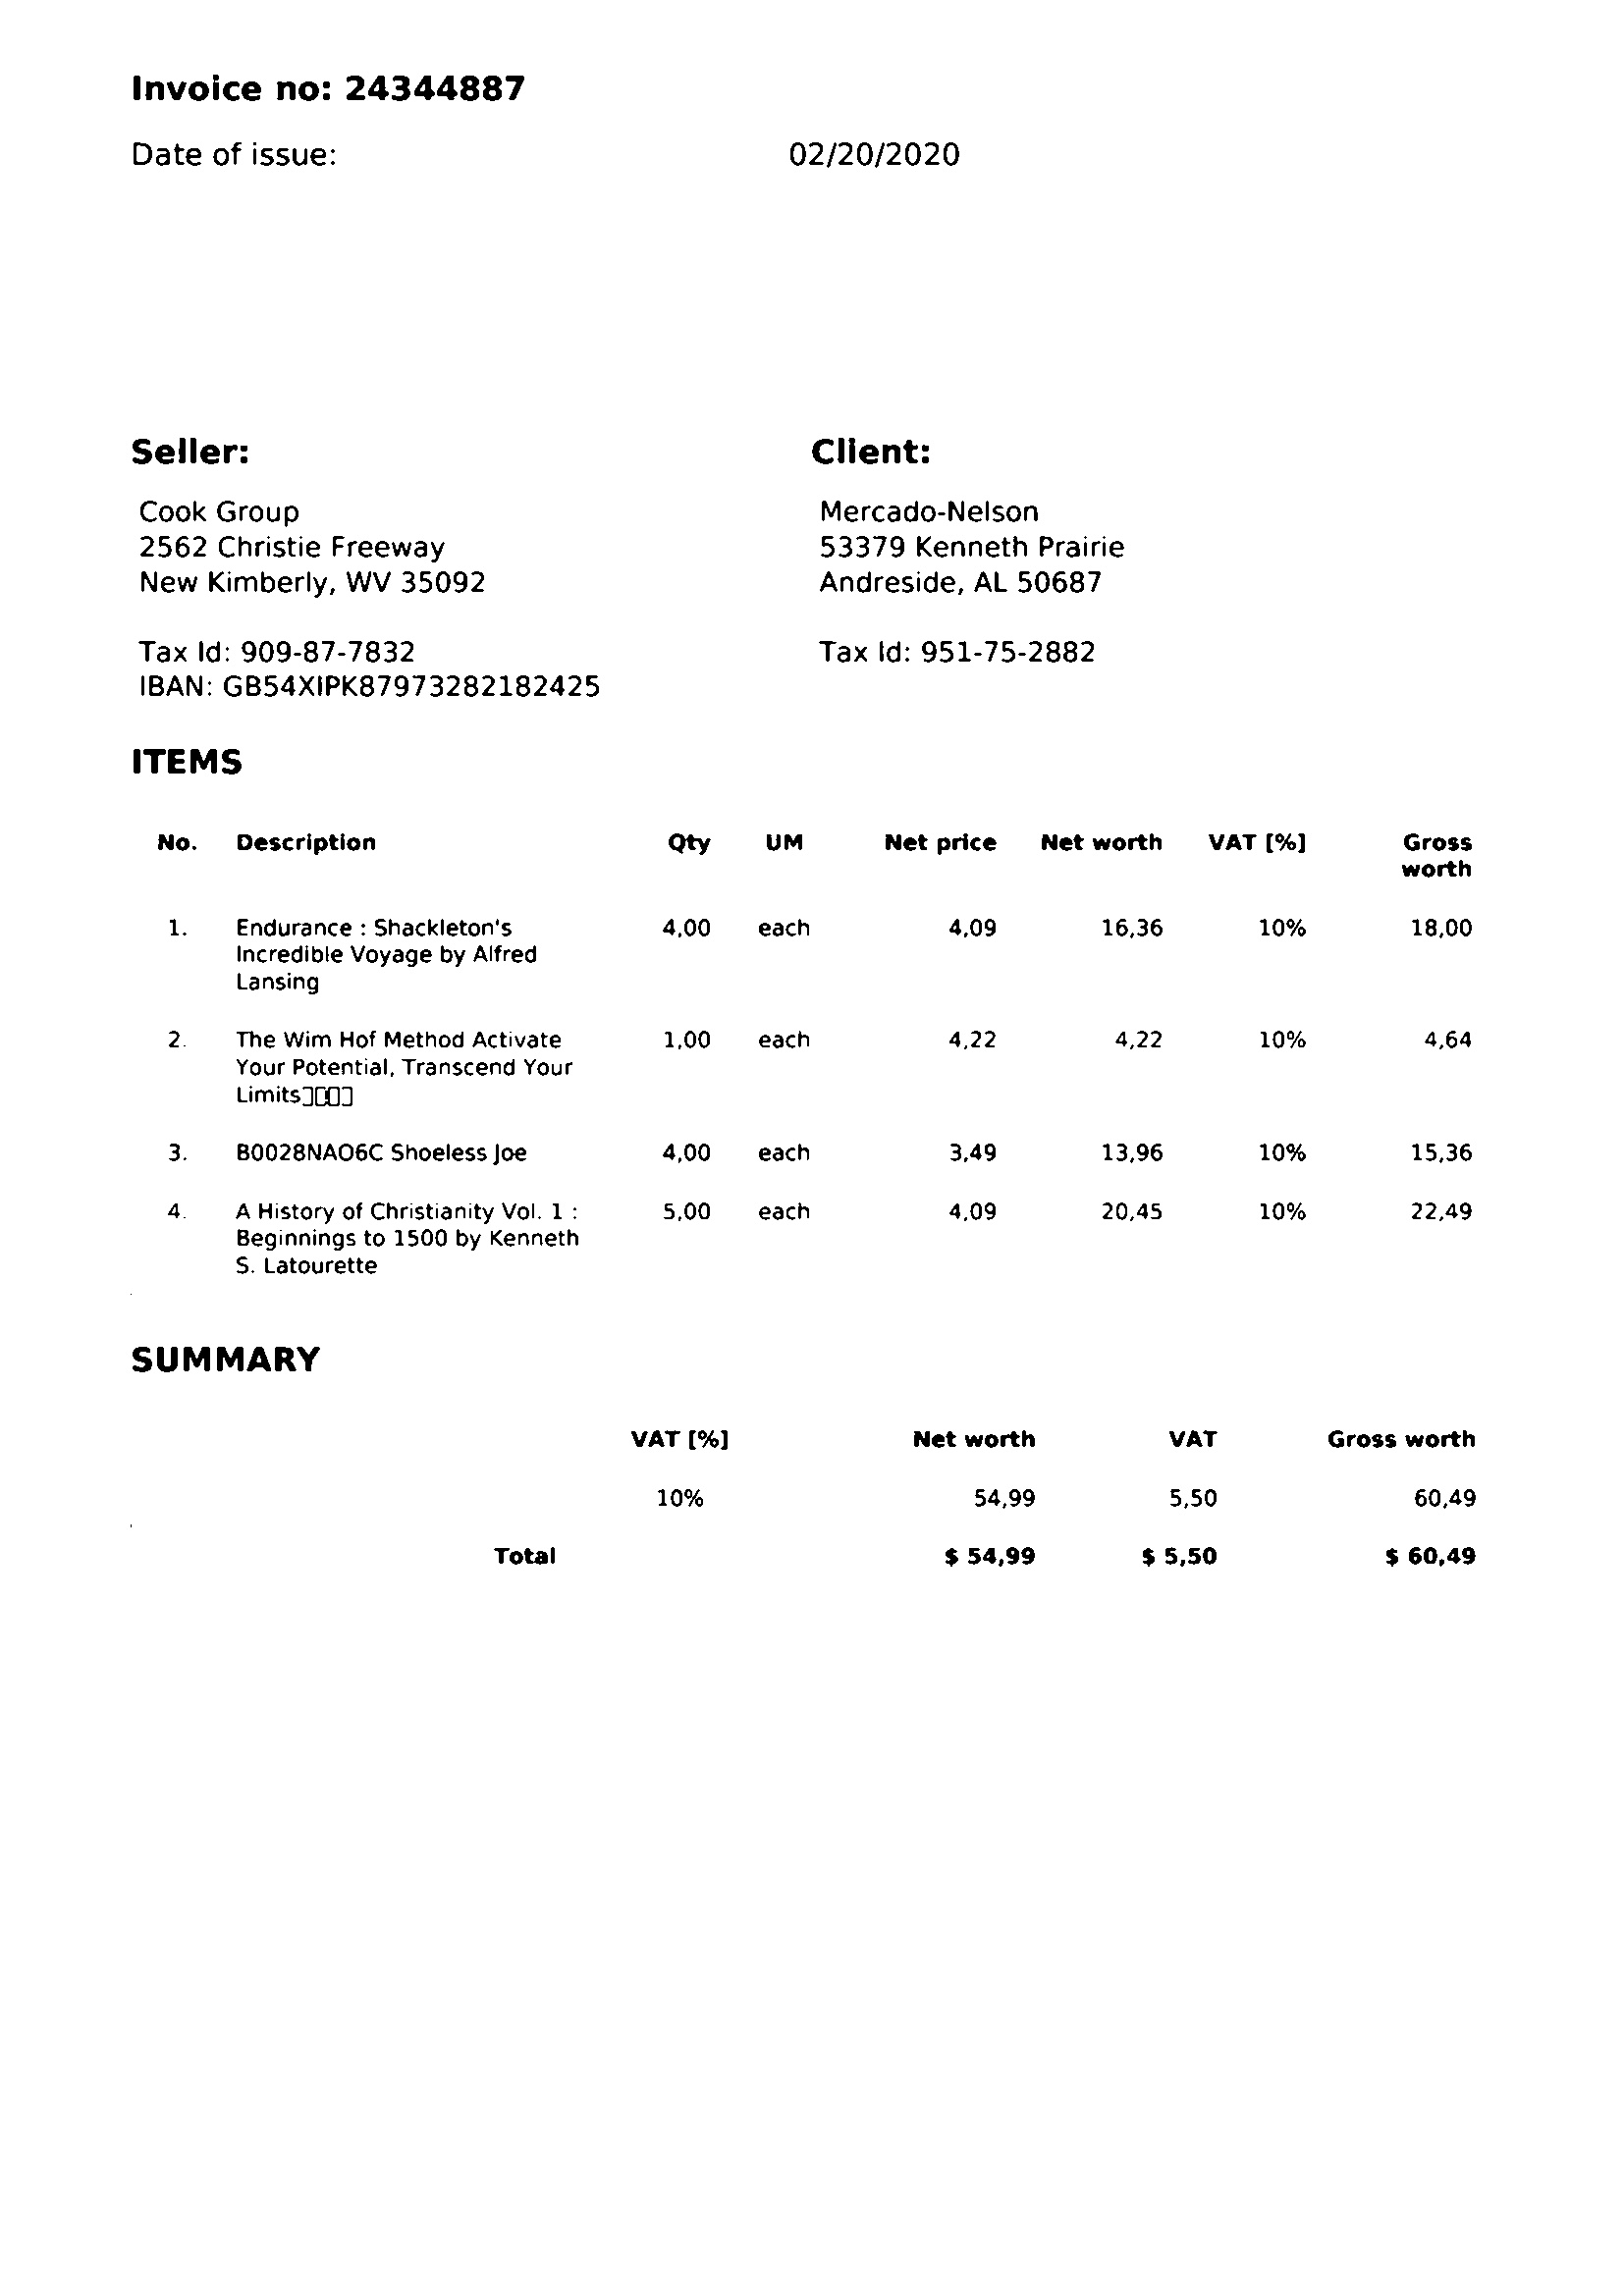 Invoice no: 24344887
Date of issue: 02/20/2020
Seller:
Cook Group
2562 Christie Freeway
New Kimberly, WV 35092
Tax Id: 909-87-7832
IBAN: GB54XIPK87973282182425
Client:
Mercado-Nelson
53379 Kenneth Prairie
Andreside, AL 50687
Tax Id: 951-75-2882
ITEMS
No. Description Qty UM Net price Net worth VAT [%] Gross
worth
1. Endurance : Shackleton's 4,00 each 4,09 16,36 10% 18,00
Incredible Voyage by Alfred
Lansing
2. The Wim Hof Method Activate 1,00 each 4,22 4,22 10% 4,64
Your Potential, Transcend Your
Limits
3. B0028NAO6C Shoeless Joe 4,00 each 3,49 13,96 10% 15,36
4. A History of Christianity Vol. 1 : 5,00 each 4,09 20,45 10% 22,49
Beginnings to 1500 by Kenneth
S. Latourette
SUMMARY
VAT [%] Net worth VAT Gross worth
10% 54,99 5,50 60,49
Total $ 54,99 $ 5,50 $ 60,49